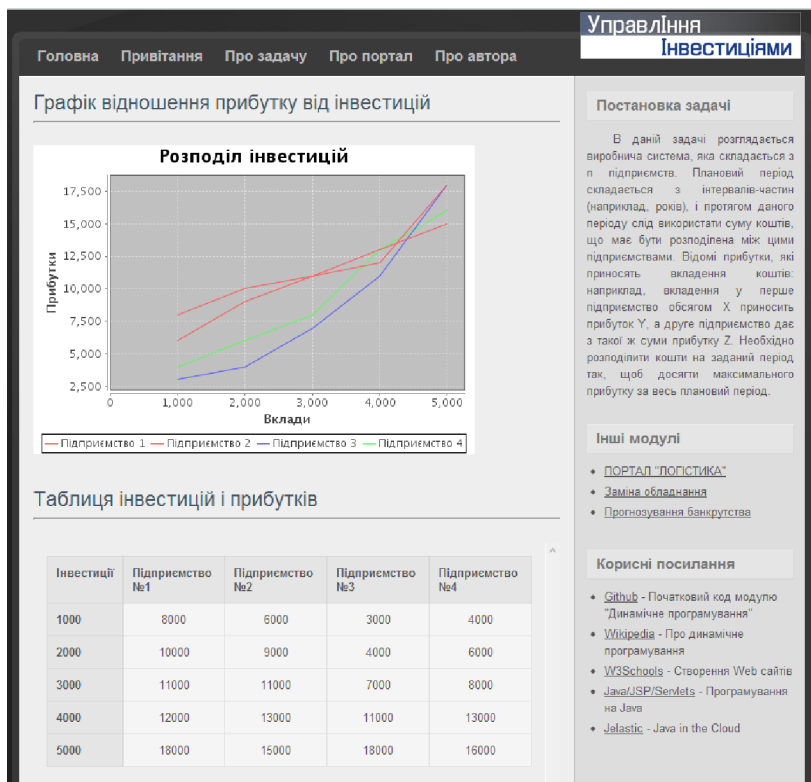 УправлІння
Інвестиціями
Головна Привітання Про задачу Про портал Про автора
Графік відношення прибутку від інвестицій
Розподіл інвестицій
Прибутки
17,500
15,000
12,500
10,000
7,500
5,000
2,500
0 1,000 2,000 3,000 4,000 5,000
Вклади
Підприємство 1 Підприємство 2 Підприємство 3 Підприємство 4
Таблиця інвестицій і прибутків
Інвестиції Підприємство №1 Підприємство №2 Підприємство №3 Підприємство №4
1000 8000 6000 3000 4000
2000 10000 9000 4000 6000
3000 11000 11000 7000 8000
4000 12000 13000 11000 13000
5000 18000 15000 18000 16000
Постановка задачі
В даній задачі розглядається
виробнича система, яка складається з
n підприємств. Плановий період
складається з інтервалів-частин
(наприклад, років), і протягом даного
періоду слід використати суму коштів,
що має бути розподілена між цими
підприємствами. Відомі прибутки, які
приносять вкладення коштів:
наприклад, вкладення у перше
підприємство обсягом X приносить
прибуток Y, а друге підприємство дає
з такої ж суми прибутку Z. Необхідно
розподілити кошти на заданий період
так, щоб досягти максимального
прибутку за весь плановий період.
Інші модулі
ПОРТАЛ "ЛОГІСТИКА"
Заміна обладнання
Прогнозування банкрутства
Корисні посилання
Github - Початковий код модулю
"Динамічне програмування"
Wikipedia - Про динамічне
програмування
W3Schools - Створення Web сайтів
Java/JSP/Servlets - Програмування
на Java
Jelastic - Java in the Cloud